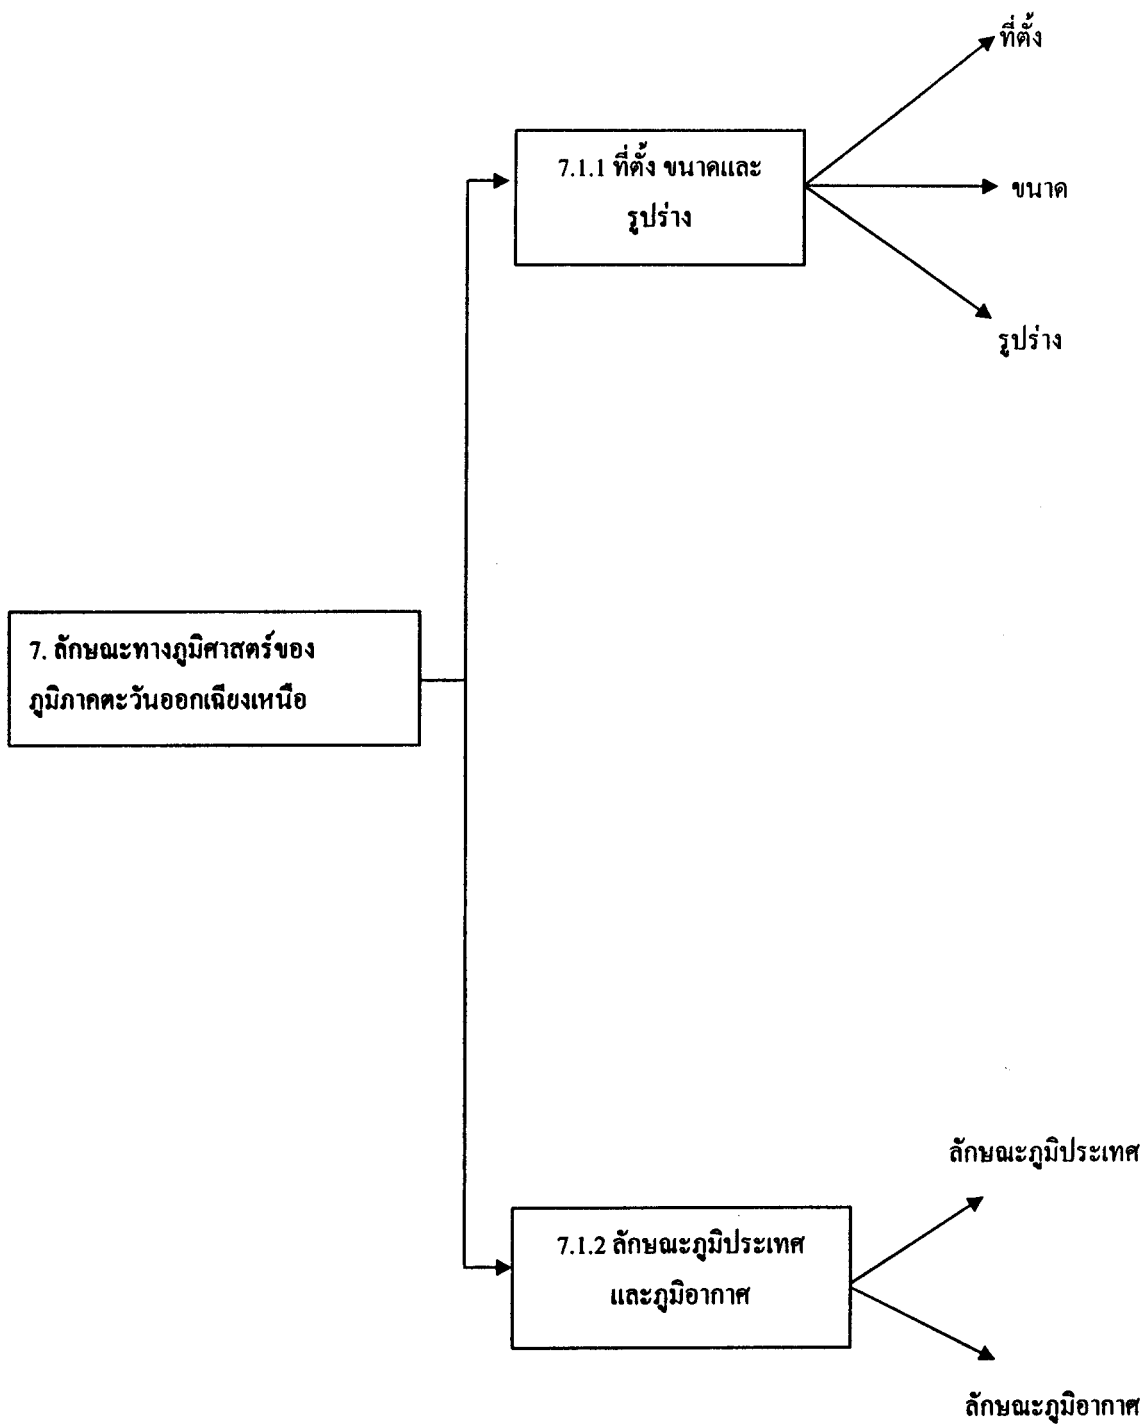 ที่ตั้ง
7.1.1 ที่ตั้ง ขนาดและ
รูปร่าง
ขนาด
รูปร่าง
7. ลักษณะทางภูมิศาสตร์ของ
ภูมิภาคตะวันออกเฉียงเหนือ
ลักษณะภูมิประเทศ
7.1.2 ลักษณะภูมิประเทศ
และภูมิอากาศ
ลักษณะภูมิอากาศ